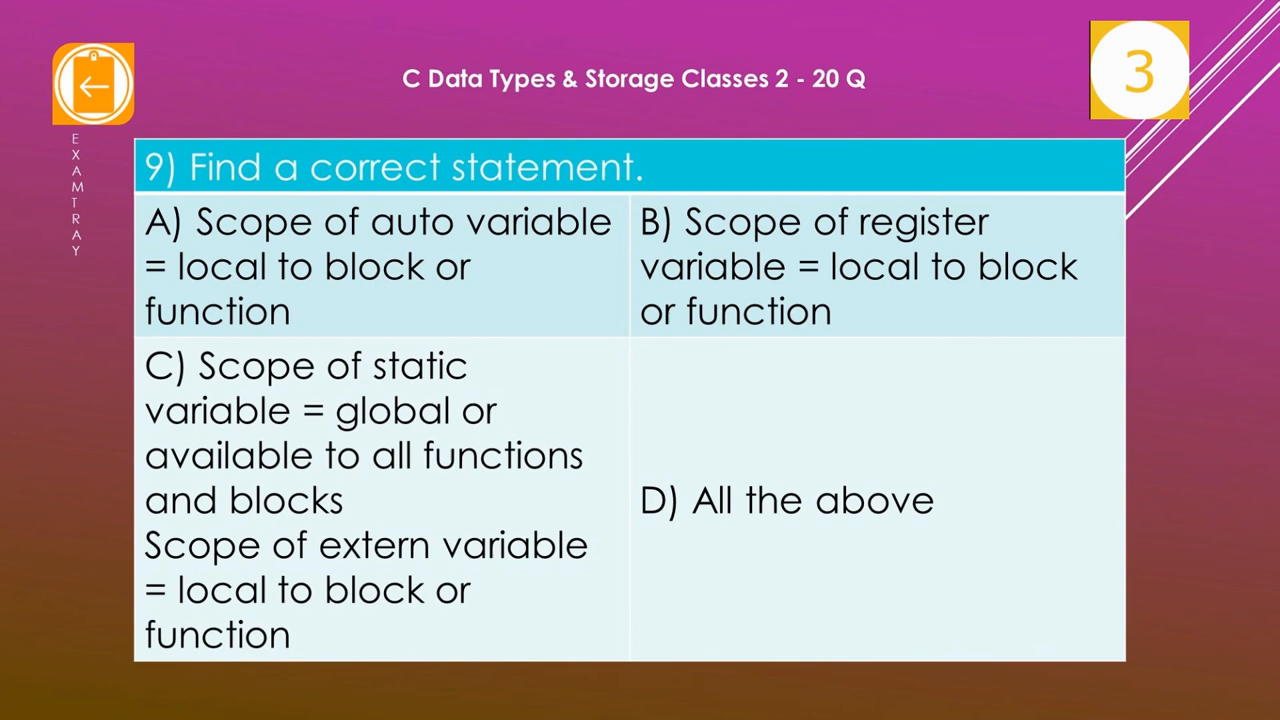 C Data Types & Storage Classes 2 - 20 Q
3
E
X
A
M
T
R
A
Y
9) Find a correct statement.
A) Scope of auto variable
= local to block or
function
B) Scope of register
variable = local to block
or function
C) Scope of static
variable = global or
available to all functions
and blocks
Scope of extern variable
= local to block or
function
D) All the above